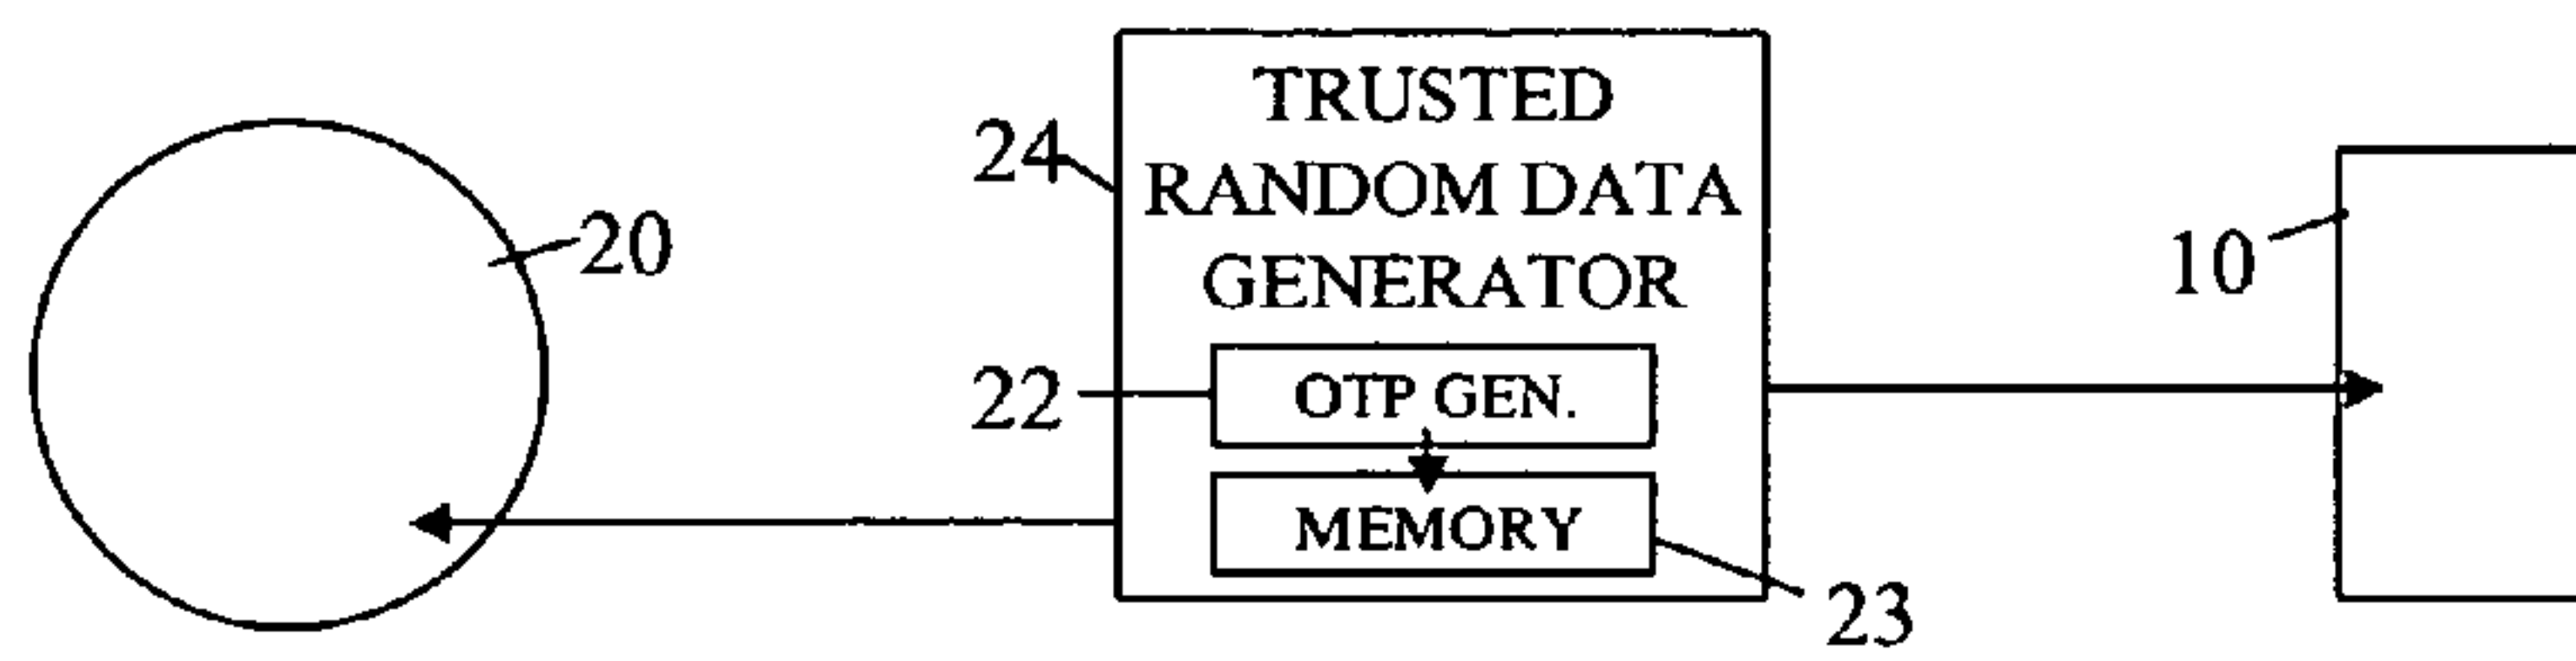 TRUSTED
RANDOM DATA
GENERATOR
24
20
10
22
OTP GEN.
MEMORY
23